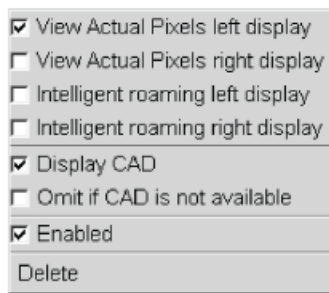 View Actual Pixels left display
View Actual Pixels right display
Intelligent roaming left display
Intelligent roaming right display
Display CAD
Omit if CAD is not available
Enabled
Delete